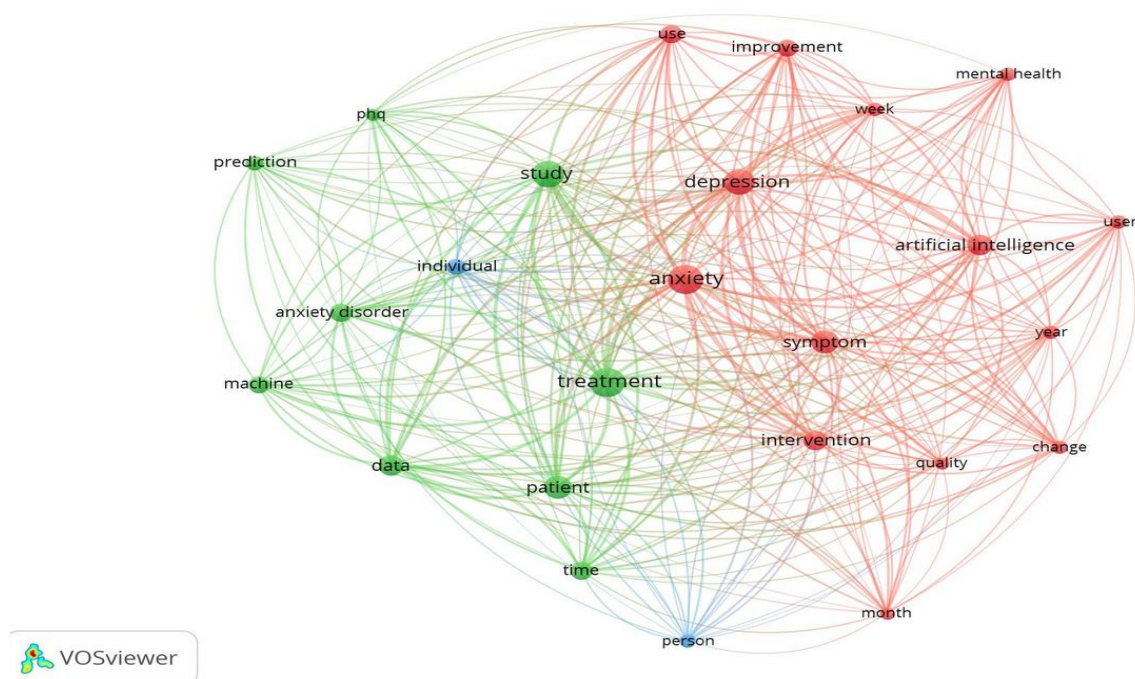 use
improvement
mental health
week
phq
prediction
study
depression
user
artificial intelligence
individual
anxiety
anxiety disorder
year
symptom
treatment
machine
intervention
change
quality
data
patient
time
month
person
VOSviewer